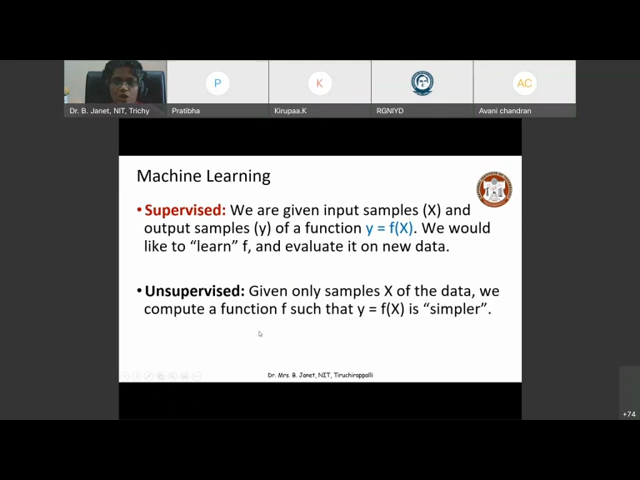 P
K
AC
Dr. B. Janet, NIT, Trichy
Pratibha
Kirupaa.K
RGNIYD
Avani chandran
Machine Learning
•Supervised: We are given input samples (X) and
output samples (y) of a function y = f(X). We would
like to “learn” f, and evaluate it on new data.
•Unsupervised: Given only samples X of the data, we
compute a function f such that y = f(X) is “simpler”.
Dr. Mrs. B. Janet, NIT, Tiruchirappalli
+74